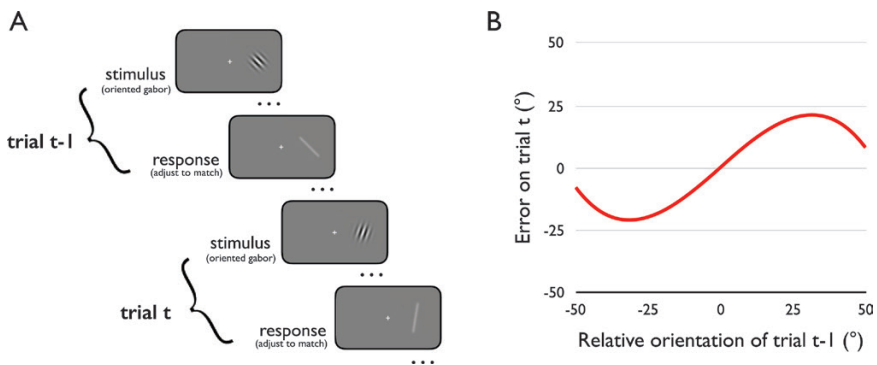 A
stimulus
(oriented gabor)
...
trial t-1
response
(adjust to match)
...
stimulus
(oriented gabor)
...
trial t
response
(adjust to match)
...
B
Error on trial t (°)
50
25
0
-25
-50
-50 -25 0 25 50
Relative orientation of trial t-1 (°)